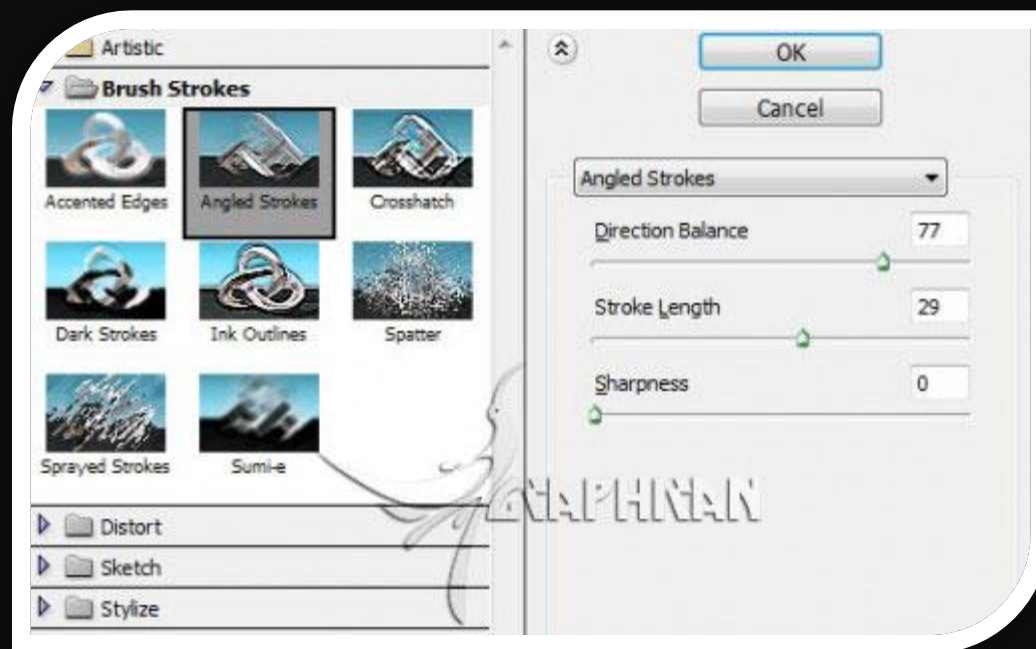 Artistic
Brush Strokes
Accented Edges
Angled Strokes
Crosshatch
Dark Strokes
Ink Outlines
Spatter
Sprayed Strokes
Sumi-e
Distort
Sketch
Stylize
OK
Cancel
Angled Strokes
Direction Balance 77
Stroke Length 29
Sharpness 0